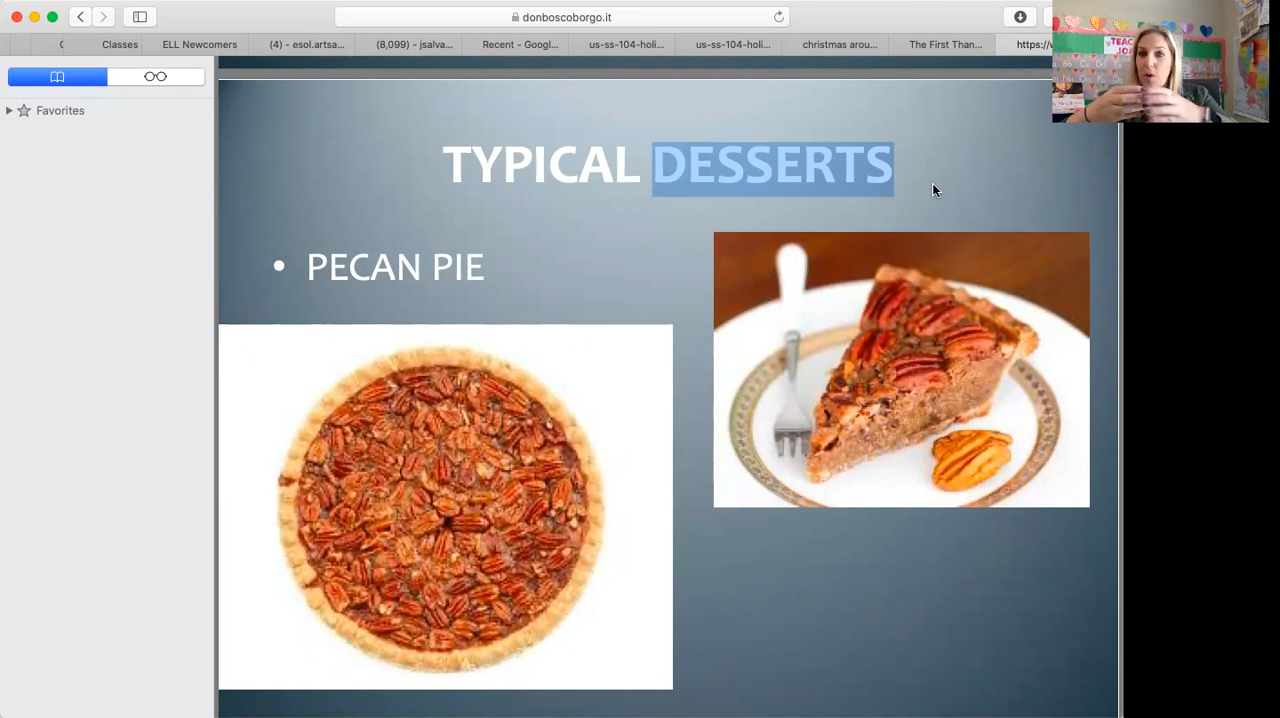 donboscoborgo.it
Classes
ELL Newcomers
(4) - esol.artsa...
(8,099) - jsalva...
Recent - Googl...
us-ss-104-holi...
us-ss-104-holi...
christmas arou...
The First Than...
Favorites
TYPICAL DESSERTS
• PECAN PIE